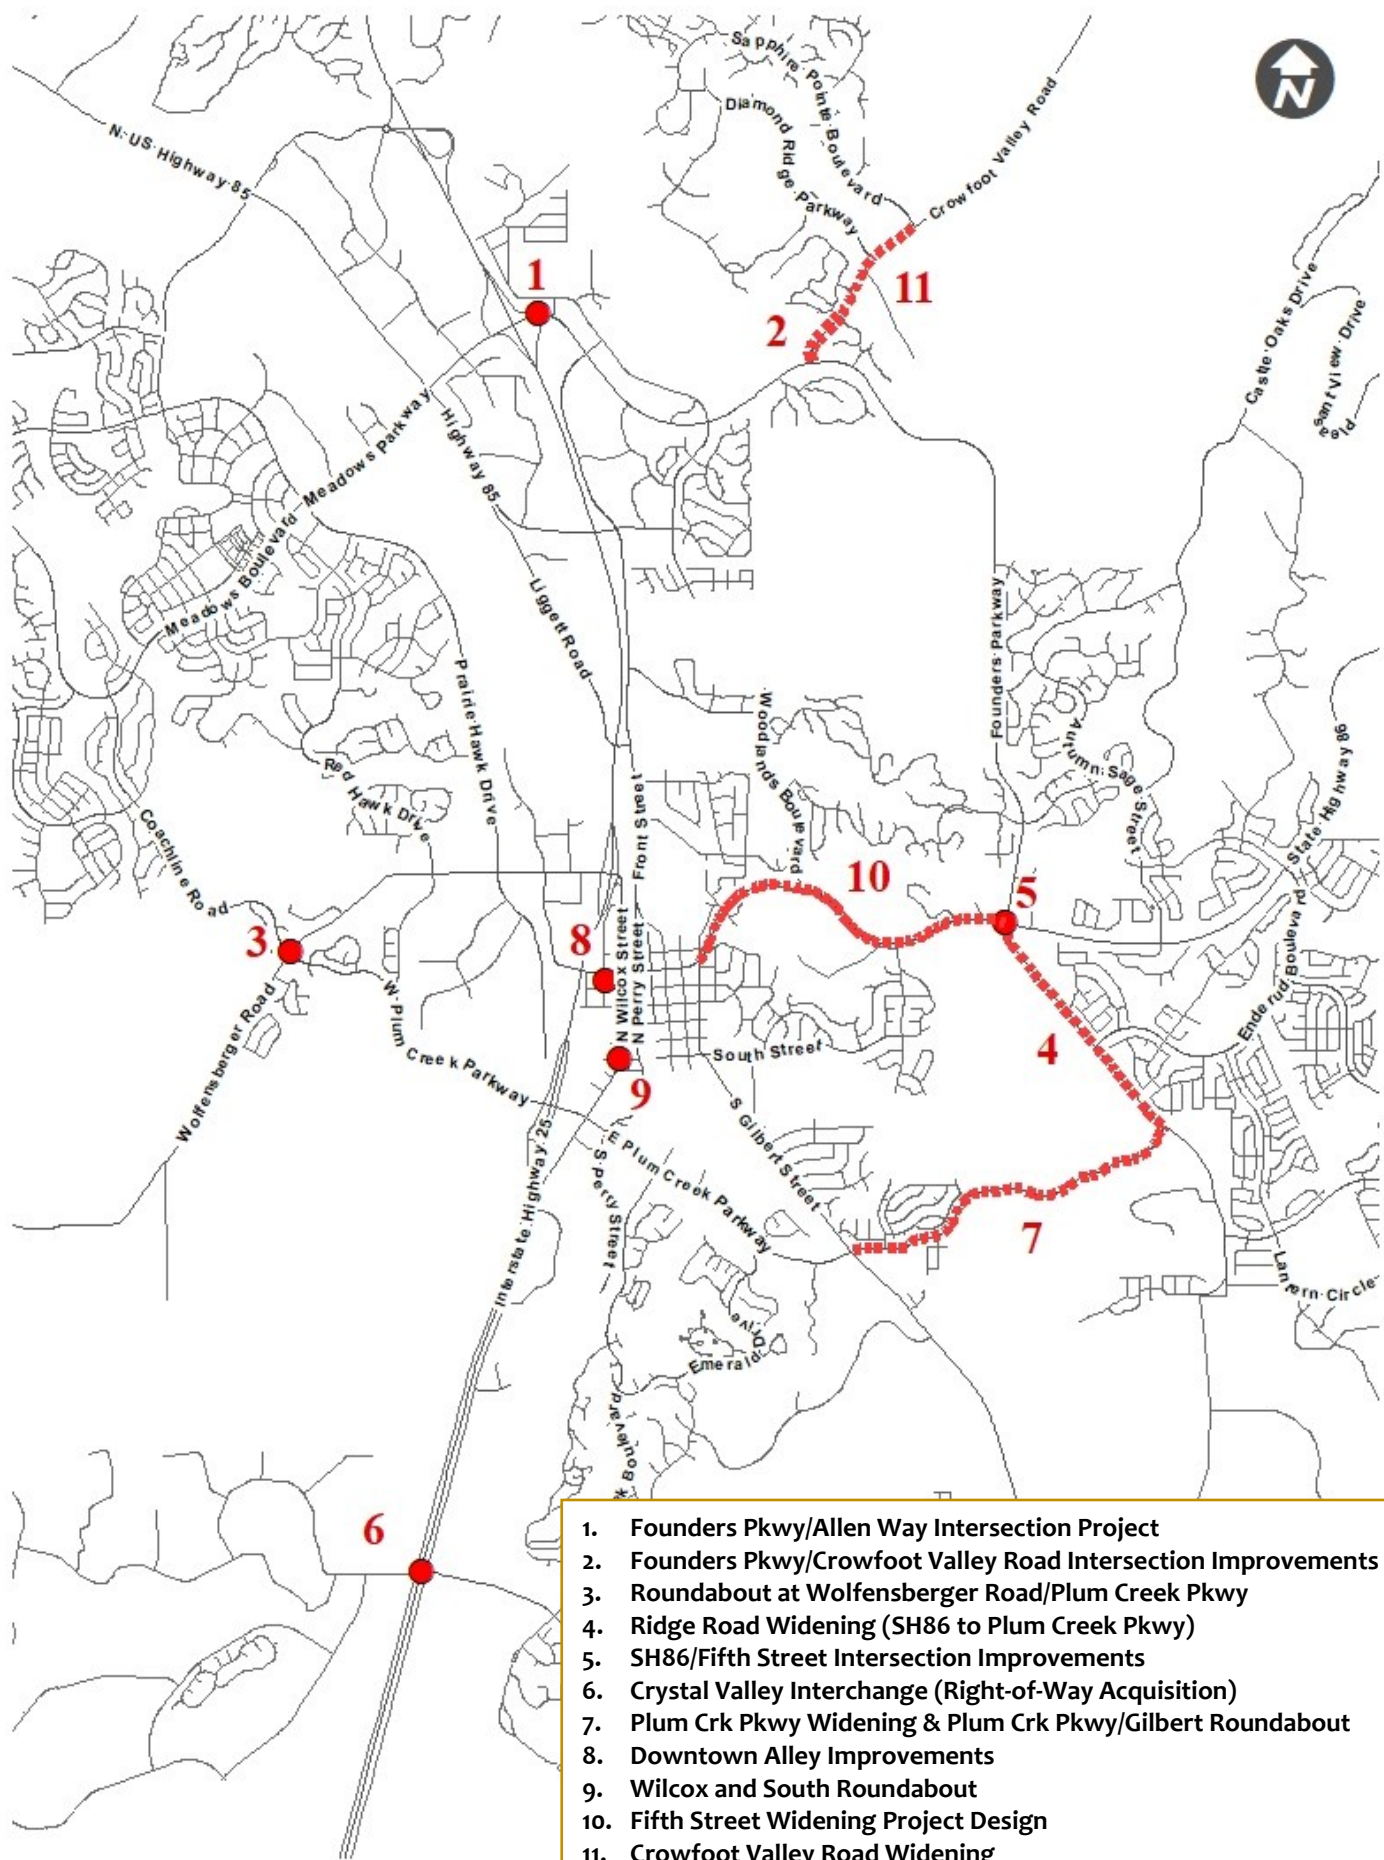 Sapphire Pointe Boulevard
N
Diamond Ridge Parkway
Crowfoot Valley Road
N US Highway 85
1
11
2
Castle Oaks Drive
Pleasant View Drive
Meadows Parkway
Highway 85
Meadows Boulevard
Liggett Road
Founders Parkway
Prairie Hawk Drive
Woodlands Boulevard
Autumn Sage Street
State Highway 86
Red Hawk Drive
Front Street
Coachline Road
10
5
3
8
N Wilcox Street
N Perry Street
Enderud Boulevard
W Plum Creek Parkway
Wolfensberger Road
South Street
4
9
S Gilbert Street
Interstate Highway 25
S Perry Street
E Plum Creek Parkway
7
Lantern Circle
Emerald Drive
k Boulevard
6
1. Founders Pkwy/Allen Way Intersection Project
2. Founders Pkwy/Crowfoot Valley Road Intersection Improvements
3. Roundabout at Wolfensberger Road/Plum Creek Pkwy
4. Ridge Road Widening (SH86 to Plum Creek Pkwy)
5. SH86/Fifth Street Intersection Improvements
6. Crystal Valley Interchange (Right-of-Way Acquisition)
7. Plum Crk Pkwy Widening & Plum Crk Pkwy/Gilbert Roundabout
8. Downtown Alley Improvements
9. Wilcox and South Roundabout
10. Fifth Street Widening Project Design
11. Crowfoot Valley Road Widening